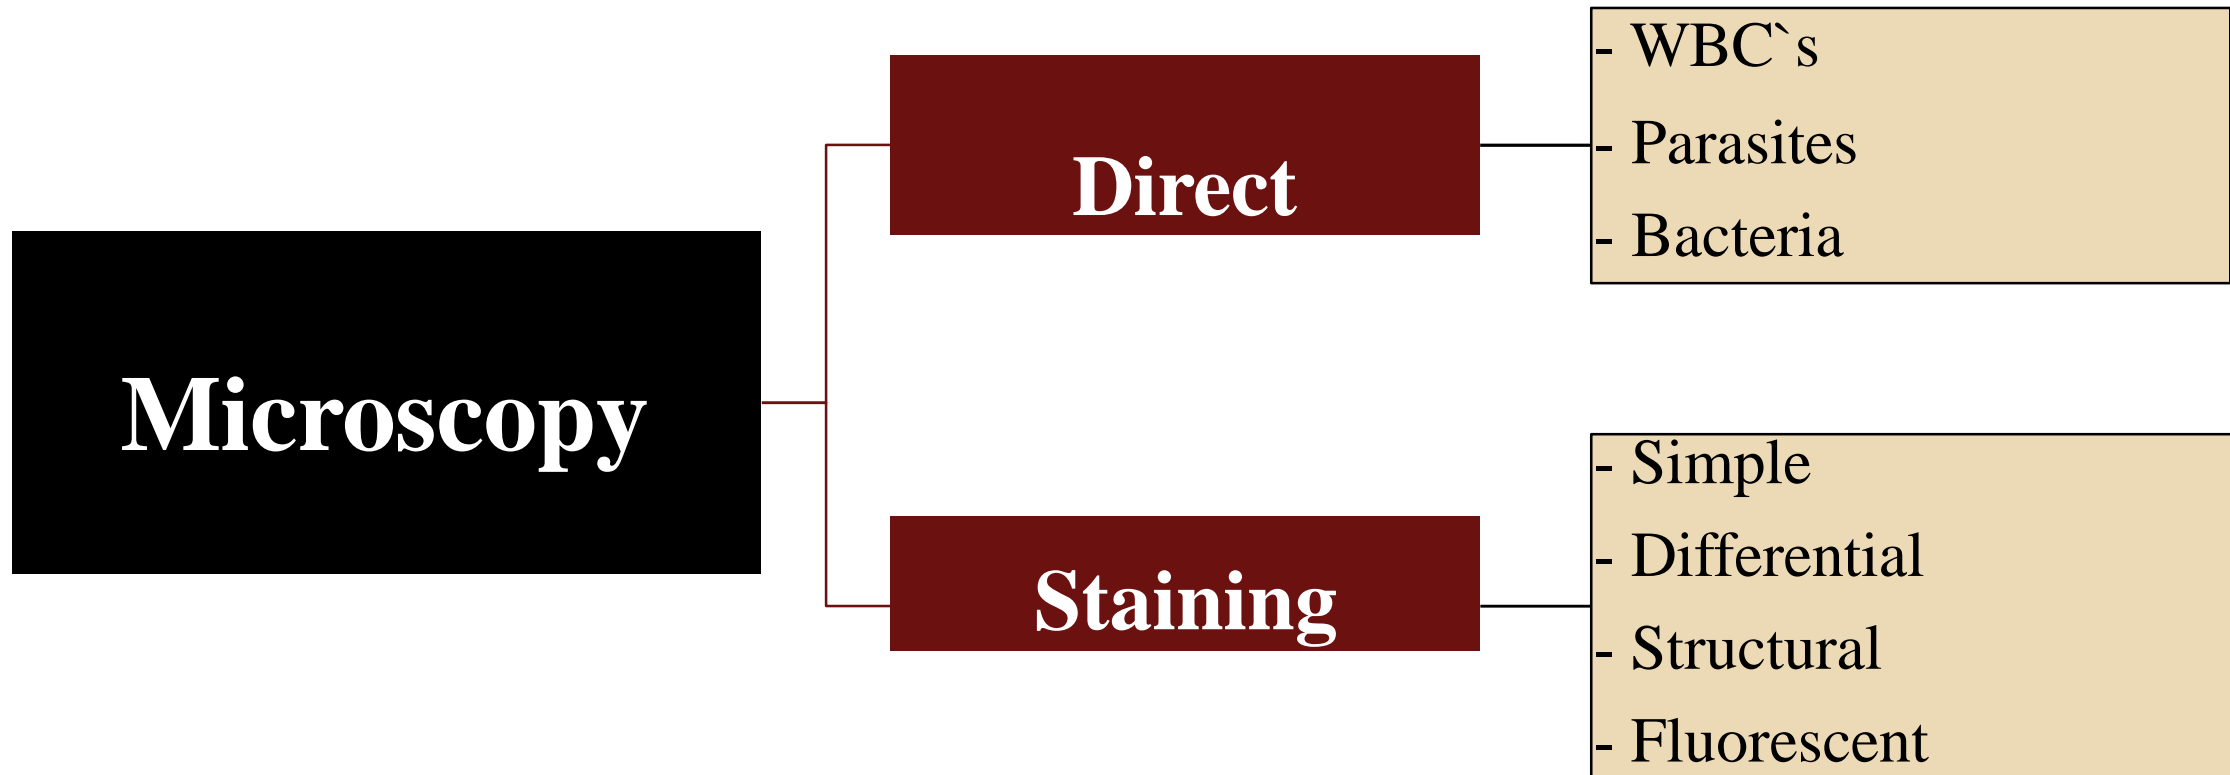 Microscopy
Direct
- WBC`s
- Parasites
- Bacteria
Staining
- Simple
- Differential
- Structural
- Fluorescent